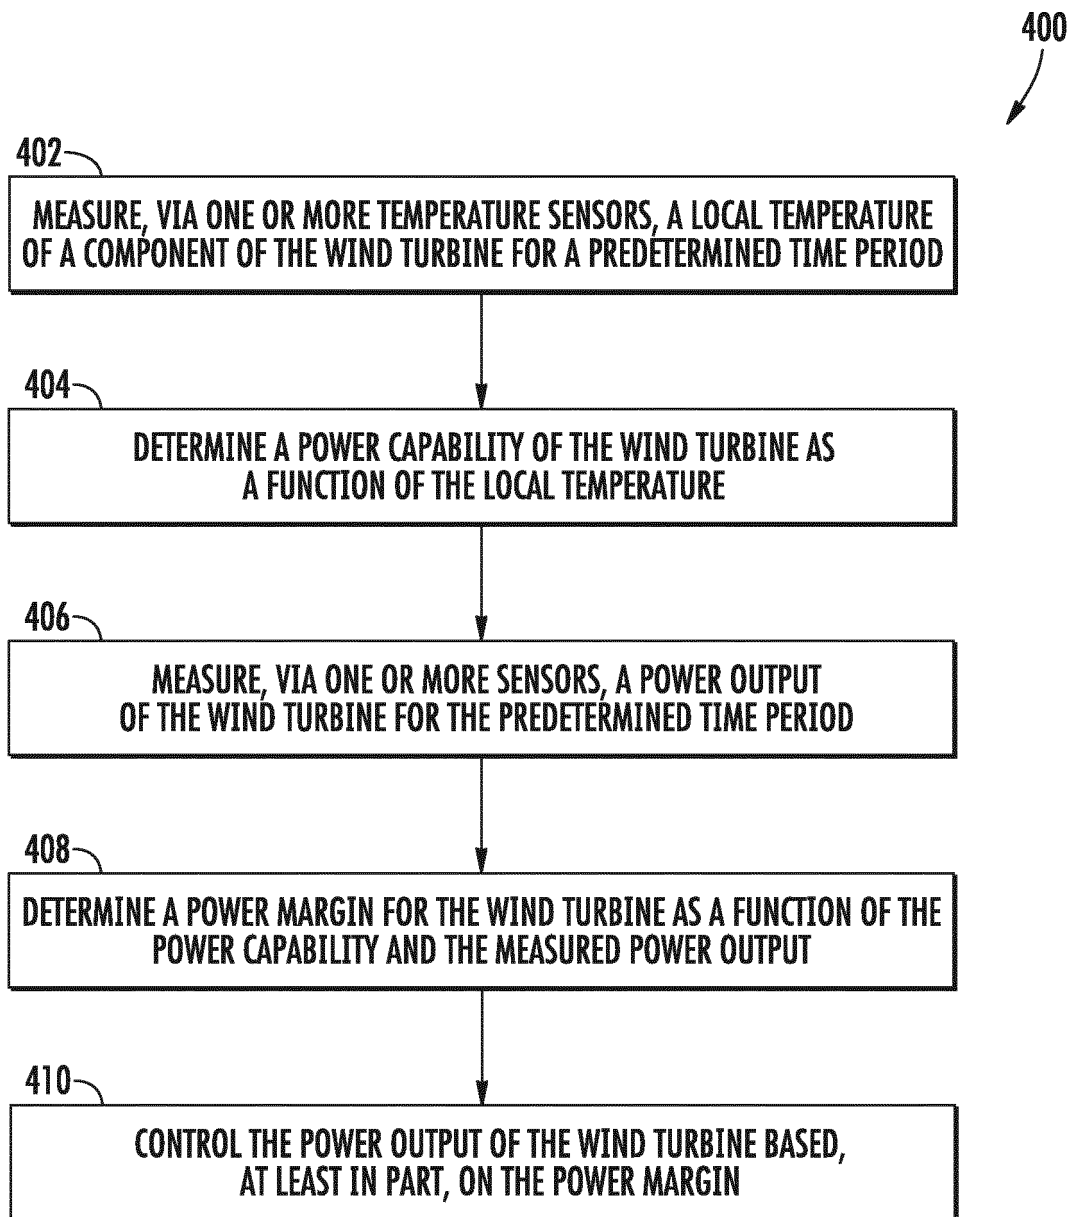 400
402
MEASURE, VIA ONE OR MORE TEMPERATURE SENSORS, A LOCAL TEMPERATURE
OF A COMPONENT OF THE WIND TURBINE FOR A PREDETERMINED TIME PERIOD
404
DETERMINE A POWER CAPABILITY OF THE WIND TURBINE AS
A FUNCTION OF THE LOCAL TEMPERATURE
406
MEASURE, VIA ONE OR MORE SENSORS, A POWER OUTPUT
OF THE WIND TURBINE FOR THE PREDETERMINED TIME PERIOD
408
DETERMINE A POWER MARGIN FOR THE WIND TURBINE AS A FUNCTION OF THE
POWER CAPABILITY AND THE MEASURED POWER OUTPUT
410
CONTROL THE POWER OUTPUT OF THE WIND TURBINE BASED,
AT LEAST IN PART, ON THE POWER MARGIN